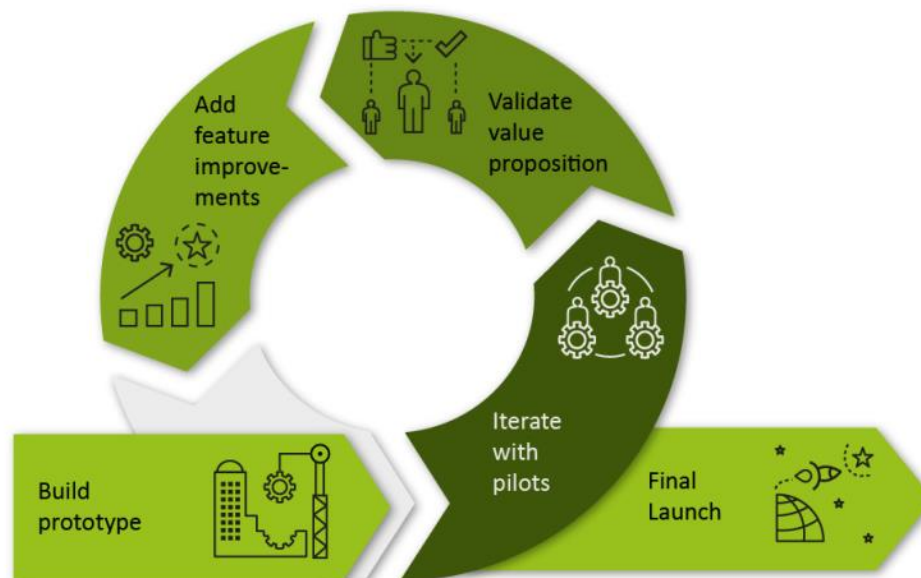 Add
feature
improve-
ments
Validate
value
proposition
Iterate
with
pilots
Build
prototype
Final
Launch